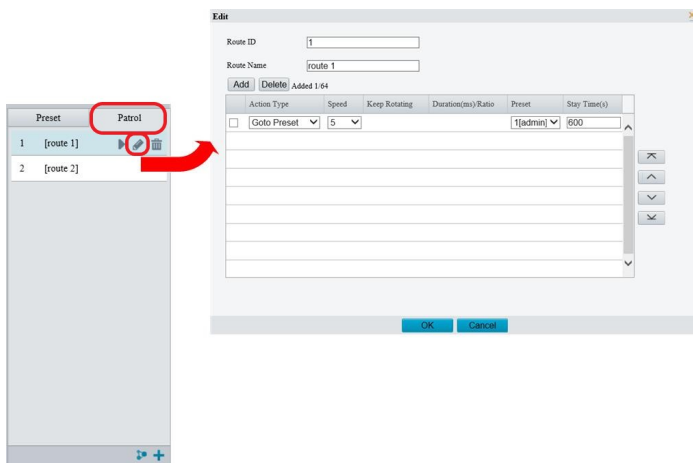 Edit
Route ID 1
Route Name route 1
Add Delete Added 1/64
Action Type Speed Keep Rotating Duration(ms)/Ratio Preset Stay Time(s)
Goto Preset 5 1[admin] 600
OK Cancel
Preset Patrol
1 [route 1]
2 [route 2]